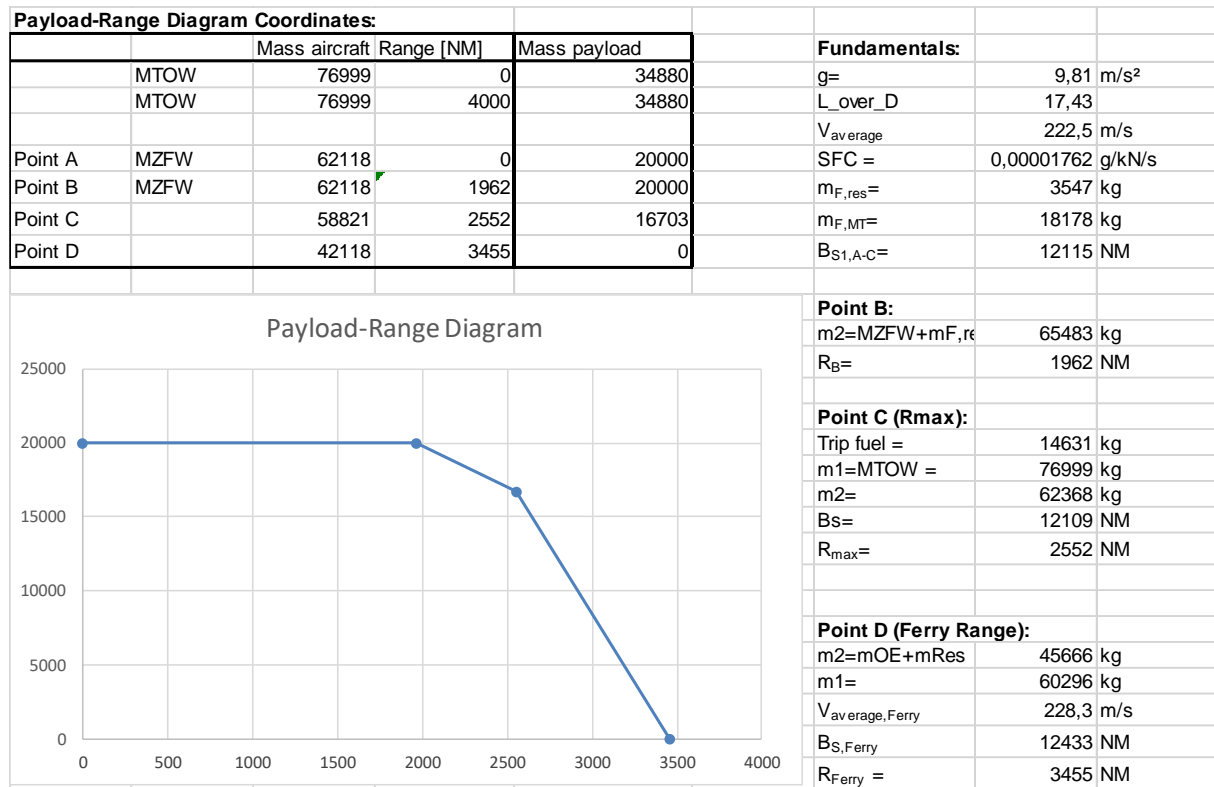 Payload-Range Diagram Coordinates:
Mass aircraft Range [NM] Mass payload Fundamentals:
MTOW 76999 0 34880 g= 9,81 m/s²
MTOW 76999 4000 34880 L_over_D 17,43
Vaverage 222,5 m/s
Point A MZFW 62118 0 20000 SFC = 0,00001762 g/kN/s
Point B MZFW 62118 1962 20000 mF,res= 3547 kg
Point C 58821 2552 16703 mF,MT= 18178 kg
Point D 42118 3455 0 BS1,A-C= 12115 NM
Payload-Range Diagram
25000
20000
15000
10000
5000
0
0 500 1000 1500 2000 2500 3000 3500 4000
Point B:
m2=MZFW+mF,re 65483 kg
RB= 1962 NM
Point C (Rmax):
Trip fuel = 14631 kg
m1=MTOW = 76999 kg
m2= 62368 kg
Bs= 12109 NM
Rmax= 2552 NM
Point D (Ferry Range):
m2=mOE+mRes 45666 kg
m1= 60296 kg
Vaverage,Ferry 228,3 m/s
BS,Ferry 12433 NM
RFerry = 3455 NM